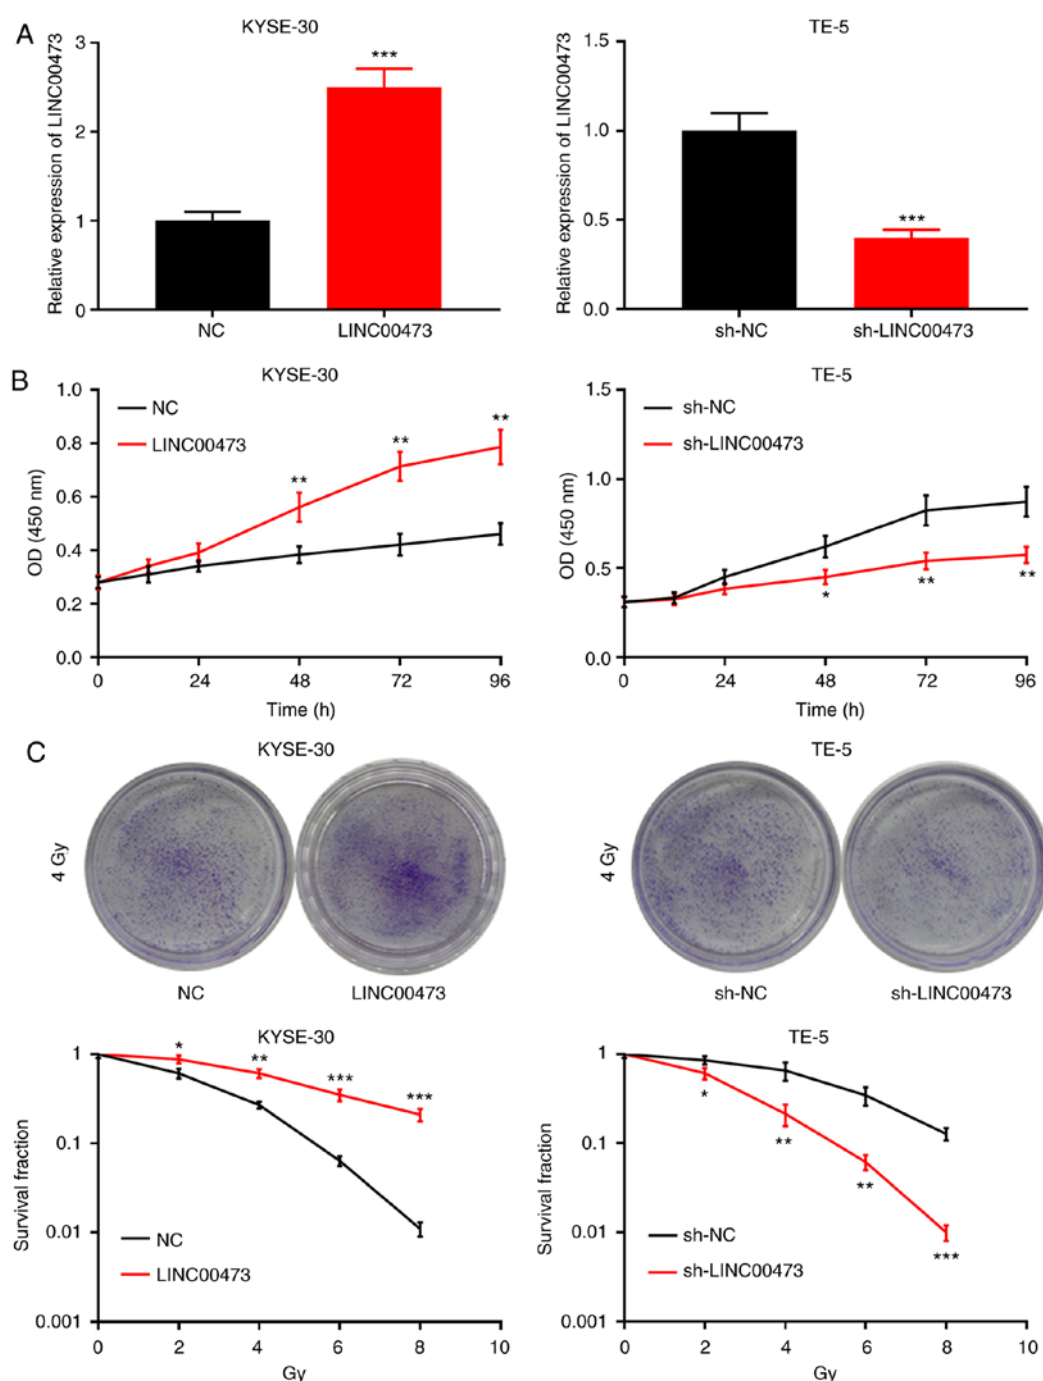 A
KYSE-30
Relative expression of LINC00473
3
2
1
0
***
NC
LINC00473
TE-5
Relative expression of LINC00473
1.5
1.0
0.5
0.0
***
sh-NC
sh-LINC00473
B
KYSE-30
OD (450 nm)
1.0
0.8
0.6
0.4
0.2
0.0
NC
LINC00473
**
**
**
0
24
48
72
96
Time (h)
TE-5
OD (450 nm)
1.5
1.0
0.5
0.0
sh-NC
sh-LINC00473
*
**
**
0
24
48
72
96
Time (h)
C
KYSE-30
4 Gy
NC
LINC00473
TE-5
4 Gy
sh-NC
sh-LINC00473
KYSE-30
Survival fraction
1
0.1
0.01
0.001
*
**
***
***
NC
LINC00473
0
2
4
6
8
10
Gy
TE-5
Survival fraction
1
0.1
0.01
0.001
*
**
**
***
sh-NC
sh-LINC00473
0
2
4
6
8
10
Gy